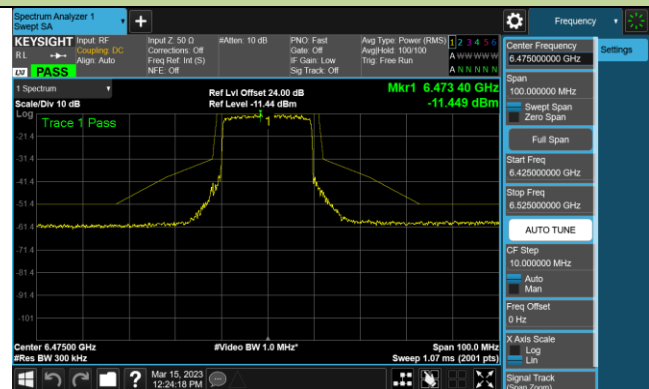 Spectrum Analyzer 1
Swept SA
+
Frequency
KEYSIGHT
RL
LXI
PASS
Input: RF
Coupling: DC
Align: Auto
Input Z: 50 Ω
Corrections: Off
Freq Ref: Int (S)
NFE: Off
#Atten: 10 dB
PNO: Fast
Gate: Off
IF Gain: Low
Sig Track: Off
Avg Type: Power (RMS)
Avg|Hold: 100/100
Trig: Free Run
1 2 3 4 5 6
A W W W W W
A N N N N N
1 Spectrum
Scale/Div 10 dB
Log
Ref Lvl Offset 24.00 dB
Ref Level -11.44 dBm
Mkr1 6.473 40 GHz
-11.449 dBm
Trace 1 Pass
1
-21.4
-31.4
-41.4
-51.4
-61.4
-71.4
-81.4
-91.4
-101
Center 6.47500 GHz
#Res BW 300 kHz
#Video BW 1.0 MHz*
Span 100.0 MHz
Sweep 1.07 ms (2001 pts)
Mar 15, 2023
12:24:18 PM
Center Frequency
6.475000000 GHz
Settings
Span
100.000000 MHz
Swept Span
Zero Span
Full Span
Start Freq
6.425000000 GHz
Stop Freq
6.525000000 GHz
AUTO TUNE
CF Step
10.000000 MHz
Auto
Man
Freq Offset
0 Hz
X Axis Scale
Log
Lin
Signal Track
(Span Zoom)